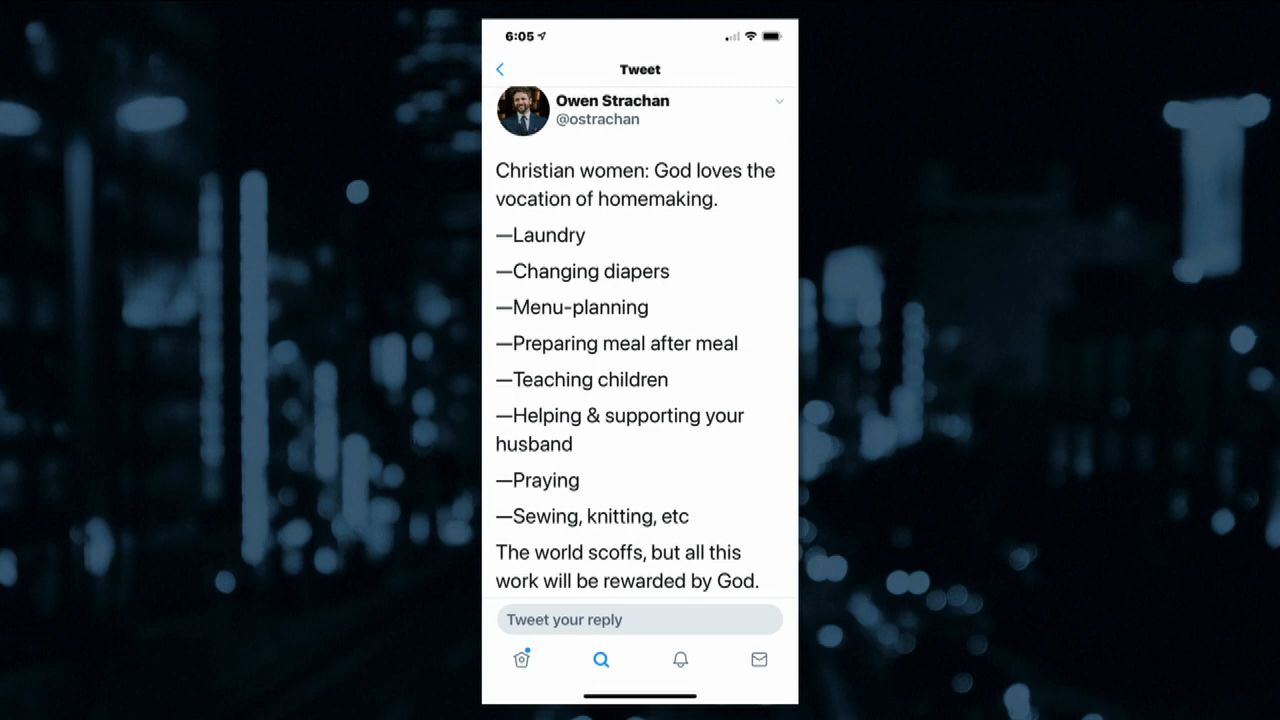 6:05
Tweet
Owen Strachan
@ostrachan
Christian women: God loves the
vocation of homemaking.
—Laundry
—Changing diapers
—Menu-planning
—Preparing meal after meal
—Teaching children
—Helping & supporting your
husband
—Praying
—Sewing, knitting, etc
The world scoffs, but all this
work will be rewarded by God.
Tweet your reply